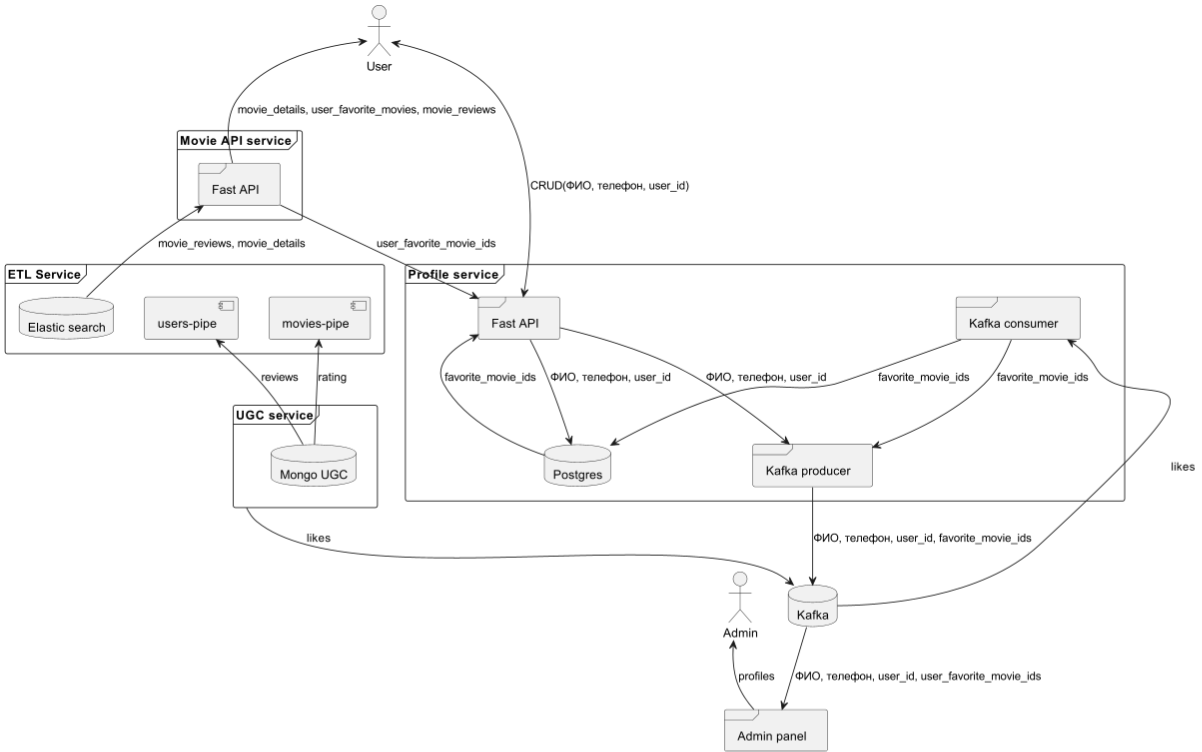 User
movie_details, user_favorite_movies, movie_reviews
Movie API service
Fast API
CRUD(ФИО, телефон, user_id)
movie_reviews, movie_details
user_favorite_movie_ids
ETL Service
Elastic search
users-pipe
movies-pipe
Profile service
Fast API
Kafka consumer
reviews
rating
favorite_movie_ids
ФИО, телефон, user_id
ФИО, телефон, user_id
favorite_movie_ids
favorite_movie_ids
UGC service
Mongo UGC
Postgres
Kafka producer
likes
likes
ФИО, телефон, user_id, favorite_movie_ids
Kafka
Admin
profiles
ФИО, телефон, user_id, user_favorite_movie_ids
Admin panel